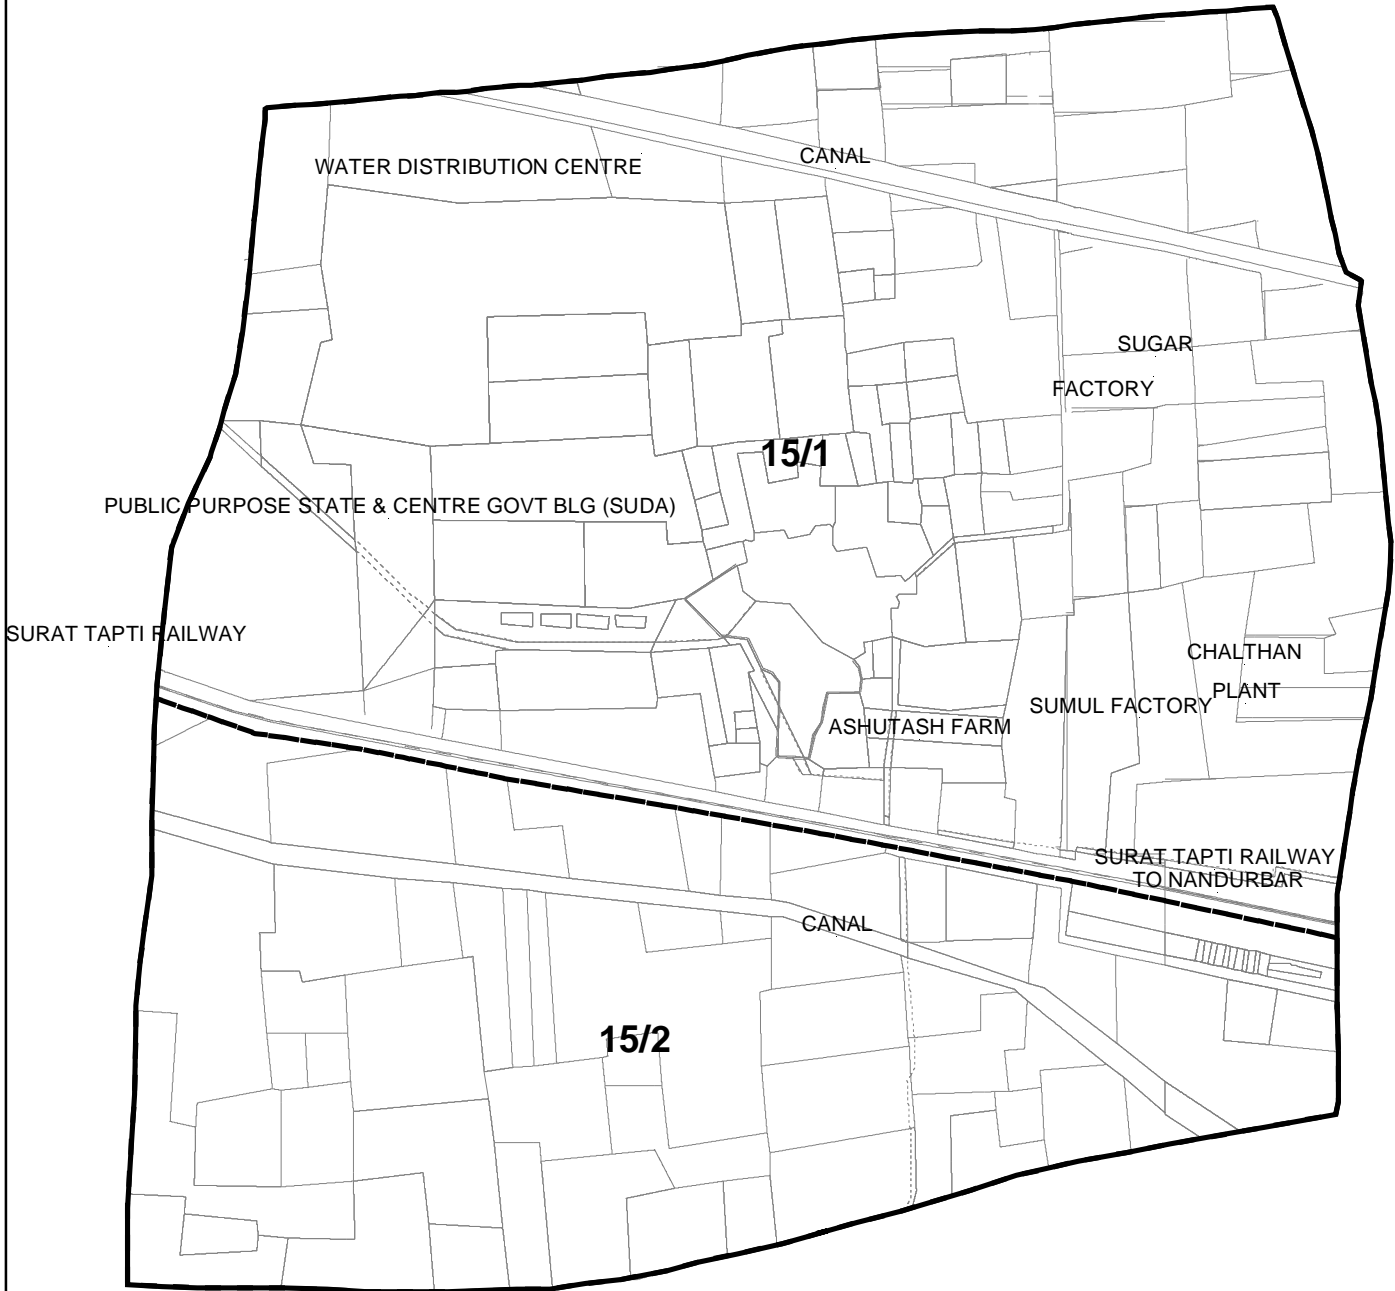 CANAL
WATER DISTRIBUTION CENTRE
SUGAR
FACTORY
15/1
PUBLIC PURPOSE STATE & CENTRE GOVT BLG (SUDA)
SURAT TAPTI RAILWAY
CHALTHAN
PLANT
SUMUL FACTORY
ASHUTASH FARM
SURAT TAPTI RAILWAY
TO NANDURBAR
CANAL
15/2